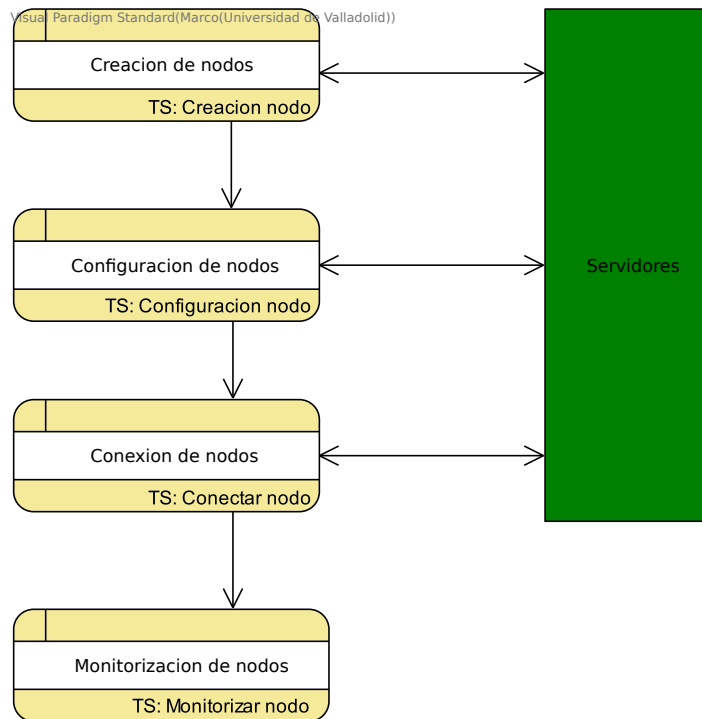 Visual Paradigm Standard(Marco(Universidad de Valladolid))
Creacion de nodos
TS: Creacion nodo
Configuracion de nodos
Servidores
TS: Configuracion nodo
Conexion de nodos
TS: Conectar nodo
Monitorizacion de nodos
TS: Monitorizar nodo